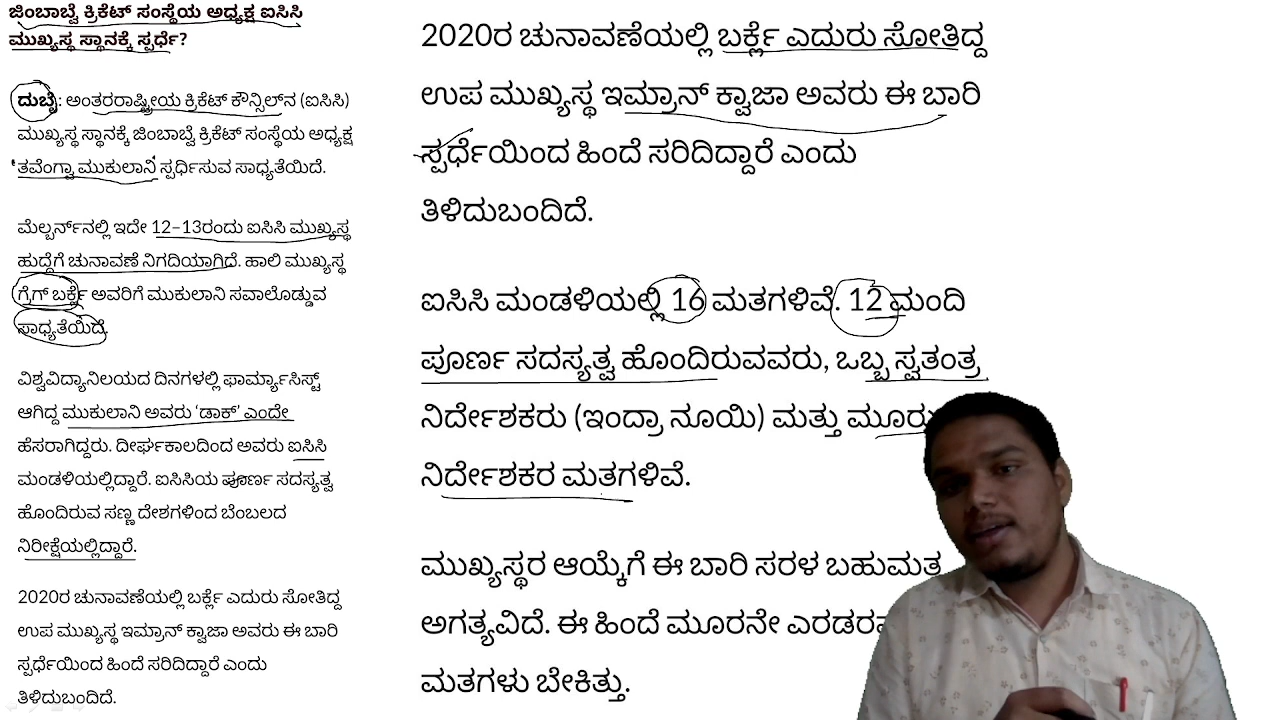 ಜಿಂಬಾಬ್ವೆ ಕ್ರಿಕೆಟ್ ಸಂಸ್ಥೆಯ ಅಧ್ಯಕ್ಷ ಐಸಿಸಿ
ಮುಖ್ಯಸ್ಥ ಸ್ಥಾನಕ್ಕೆ ಸ್ಪರ್ಧೆ?
ದುಬೈ: ಅಂತರರಾಷ್ಟ್ರೀಯ ಕ್ರಿಕೆಟ್ ಕೌನ್ಸಿಲ್‌ನ (ಐಸಿಸಿ)
ಮುಖ್ಯಸ್ಥ ಸ್ಥಾನಕ್ಕೆ ಜಿಂಬಾಬ್ವೆ ಕ್ರಿಕೆಟ್ ಸಂಸ್ಥೆಯ ಅಧ್ಯಕ್ಷ
ತವೆಂಗ್ವಾ ಮುಕುಲಾನಿ ಸ್ಪರ್ಧಿಸುವ ಸಾಧ್ಯತೆಯಿದೆ.
ಮೆಲ್ಬರ್ನ್‌ನಲ್ಲಿ ಇದೇ 12–13ರಂದು ಐಸಿಸಿ ಮುಖ್ಯಸ್ಥ
ಹುದ್ದೆಗೆ ಚುನಾವಣೆ ನಿಗದಿಯಾಗಿದೆ. ಹಾಲಿ ಮುಖ್ಯಸ್ಥ
ಗ್ರೆಗ್ ಬರ್ಕ್ಲೆ ಅವರಿಗೆ ಮುಕುಲಾನಿ ಸವಾಲೊಡ್ಡುವ
ಸಾಧ್ಯತೆಯಿದೆ.
ವಿಶ್ವವಿದ್ಯಾನಿಲಯದ ದಿನಗಳಲ್ಲಿ ಫಾರ್ಮ್ಯಾಸಿಸ್ಟ್
ಆಗಿದ್ದ ಮುಕುಲಾನಿ ಅವರು ‘ಡಾಕ್’ ಎಂದೇ
ಹೆಸರಾಗಿದ್ದರು. ದೀರ್ಘಕಾಲದಿಂದ ಅವರು ಐಸಿಸಿ
ಮಂಡಳಿಯಲ್ಲಿದ್ದಾರೆ. ಐಸಿಸಿಯ ಪೂರ್ಣ ಸದಸ್ಯತ್ವ
ಹೊಂದಿರುವ ಸಣ್ಣ ದೇಶಗಳಿಂದ ಬೆಂಬಲದ
ನಿರೀಕ್ಷೆಯಲ್ಲಿದ್ದಾರೆ.
2020ರ ಚುನಾವಣೆಯಲ್ಲಿ ಬರ್ಕ್ಲೆ ಎದುರು ಸೋತಿದ್ದ
ಉಪ ಮುಖ್ಯಸ್ಥ ಇಮ್ರಾನ್ ಕ್ವಾಜಾ ಅವರು ಈ ಬಾರಿ
ಸ್ಪರ್ಧೆಯಿಂದ ಹಿಂದೆ ಸರಿದಿದ್ದಾರೆ ಎಂದು
ತಿಳಿದುಬಂದಿದೆ.
2020ರ ಚುನಾವಣೆಯಲ್ಲಿ ಬರ್ಕ್ಲೆ ಎದುರು ಸೋತಿದ್ದ
ಉಪ ಮುಖ್ಯಸ್ಥ ಇಮ್ರಾನ್ ಕ್ವಾಜಾ ಅವರು ಈ ಬಾರಿ
ಸ್ಪರ್ಧೆಯಿಂದ ಹಿಂದೆ ಸರಿದಿದ್ದಾರೆ ಎಂದು
ತಿಳಿದುಬಂದಿದೆ.
ಐಸಿಸಿ ಮಂಡಳಿಯಲ್ಲಿ 16 ಮತಗಳಿವೆ. 12 ಮಂದಿ
ಪೂರ್ಣ ಸದಸ್ಯತ್ವ ಹೊಂದಿರುವವರು, ಒಬ್ಬ ಸ್ವತಂತ್ರ
ನಿರ್ದೇಶಕರು (ಇಂದ್ರಾ ನೂಯಿ) ಮತ್ತು ಮೂರು
ನಿರ್ದೇಶಕರ ಮತಗಳಿವೆ.
ಮುಖ್ಯಸ್ಥರ ಆಯ್ಕೆಗೆ ಈ ಬಾರಿ ಸರಳ ಬಹುಮತ
ಅಗತ್ಯವಿದೆ. ಈ ಹಿಂದೆ ಮೂರನೇ
ಮತಗಳು ಬೇಕಿತ್ತು.